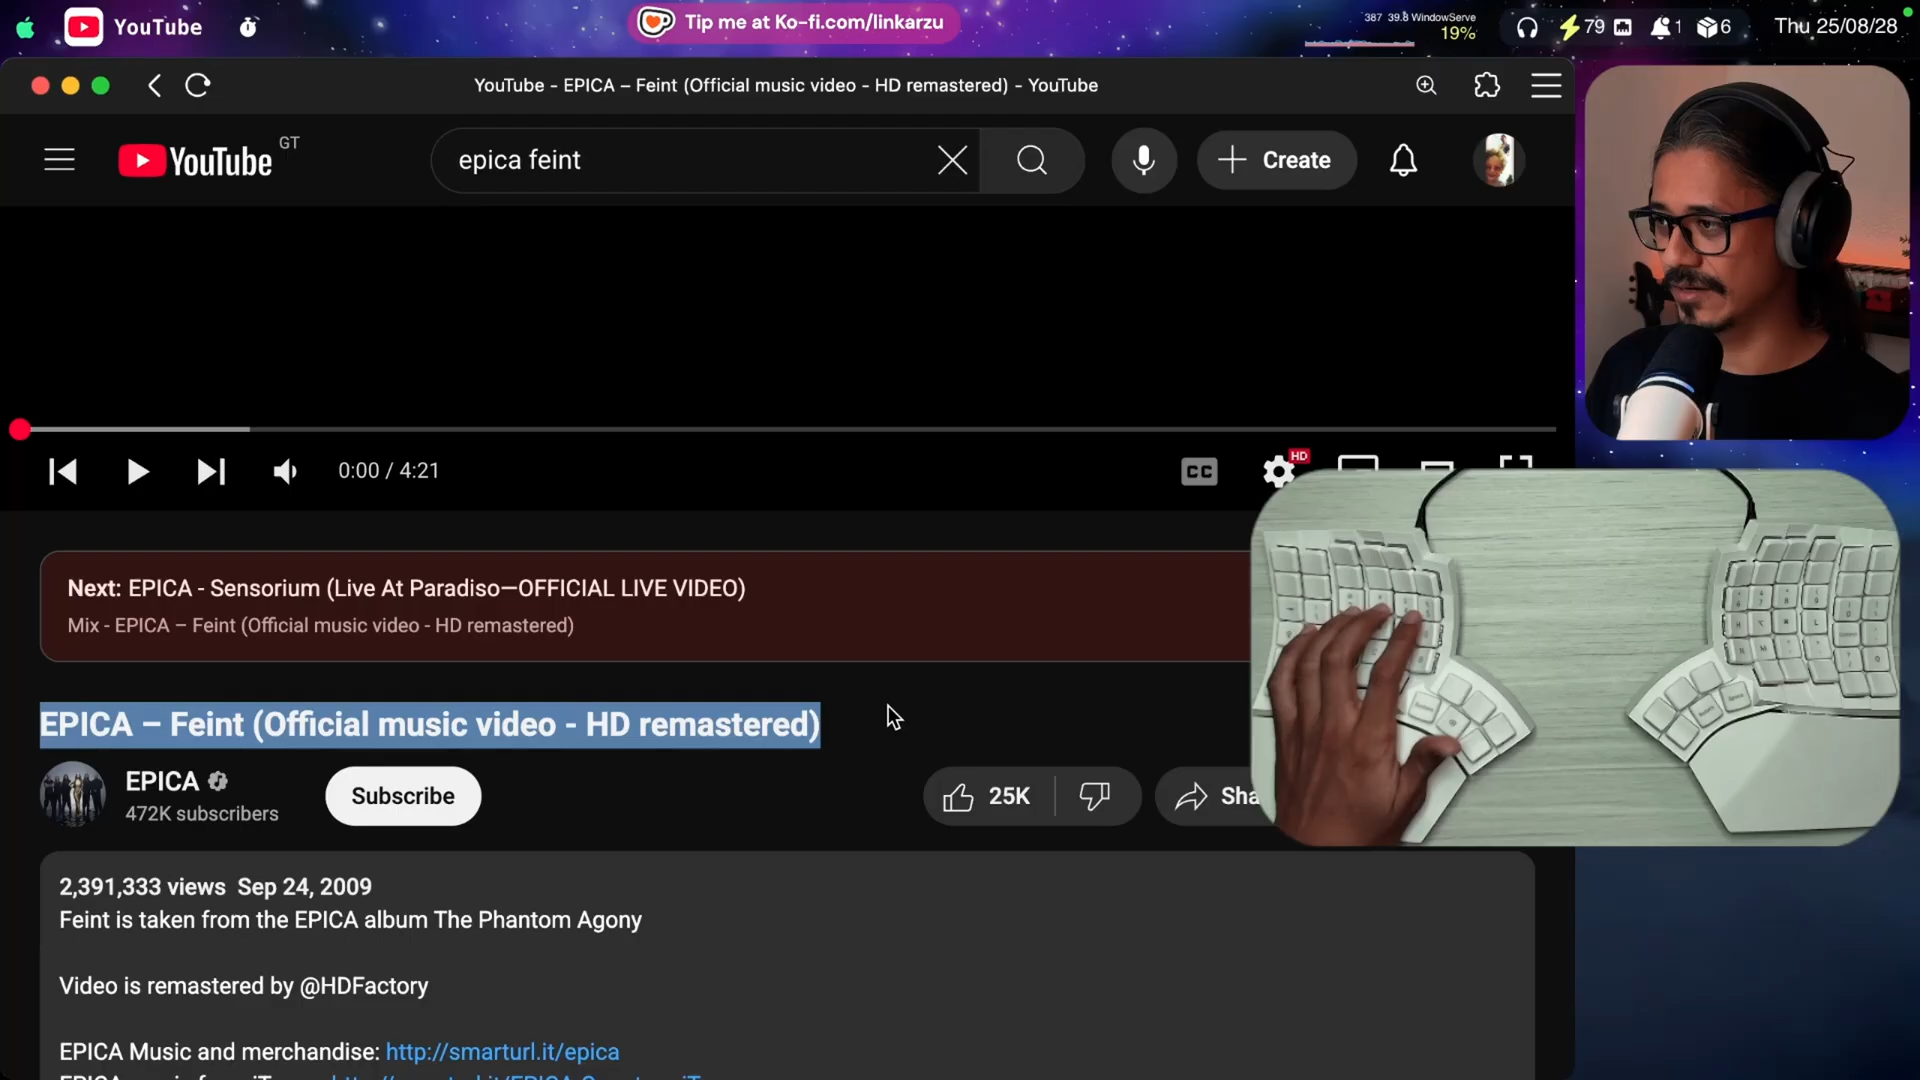 YouTube
Tip me at Ko-fi.com/linkarzu
387 39.8 WindowServe
19%
79
1
6
Thu 25/08/28
YouTube - EPICA – Feint (Official music video - HD remastered) - YouTube
YouTube
GT
epica feint
Create
0:00 / 4:21
CC
HD
Next: EPICA - Sensorium (Live At Paradiso—OFFICIAL LIVE VIDEO)
Mix - EPICA – Feint (Official music video - HD remastered)
EPICA – Feint (Official music video - HD remastered)
EPICA
472K subscribers
Subscribe
25K
Sha
2,391,333 views Sep 24, 2009
Feint is taken from the EPICA album The Phantom Agony
Video is remastered by @HDFactory
EPICA Music and merchandise: http://smarturl.it/epica